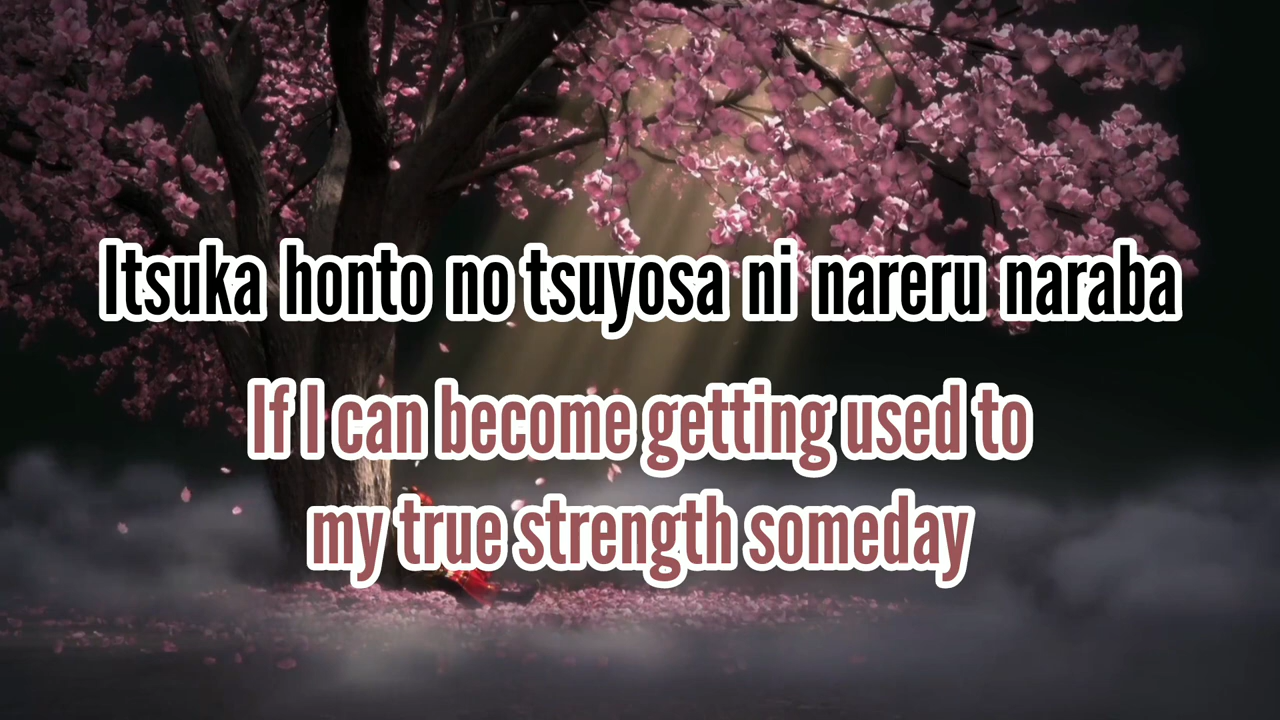 Itsuka honto no tsuyosa ni nareru naraba
If I can become getting used to
my true strength someday